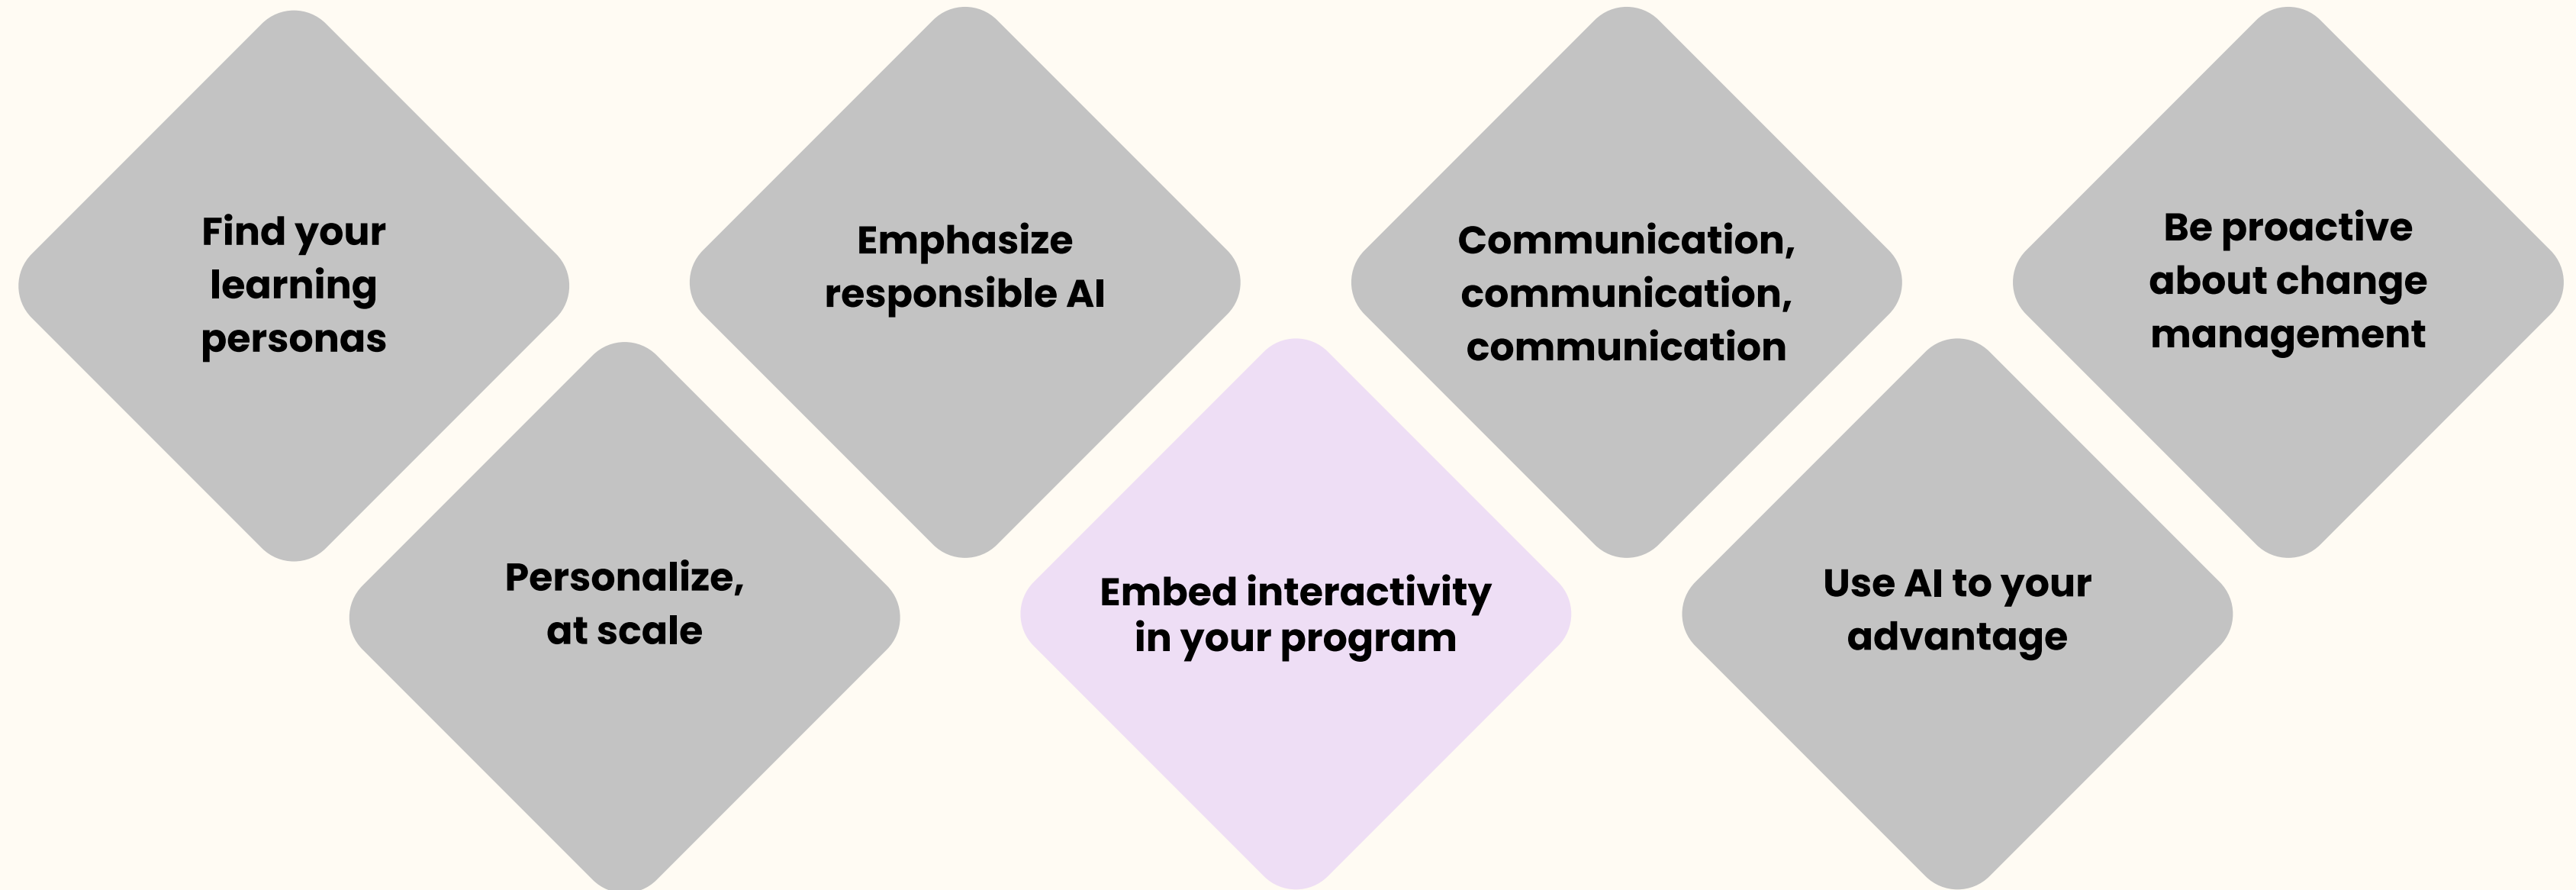 Find your
learning
personas
Personalize,
at scale
Emphasize
responsible AI
Embed interactivity
in your program
Communication,
communication,
communication
Use AI to your
advantage
Be proactive
about change
management